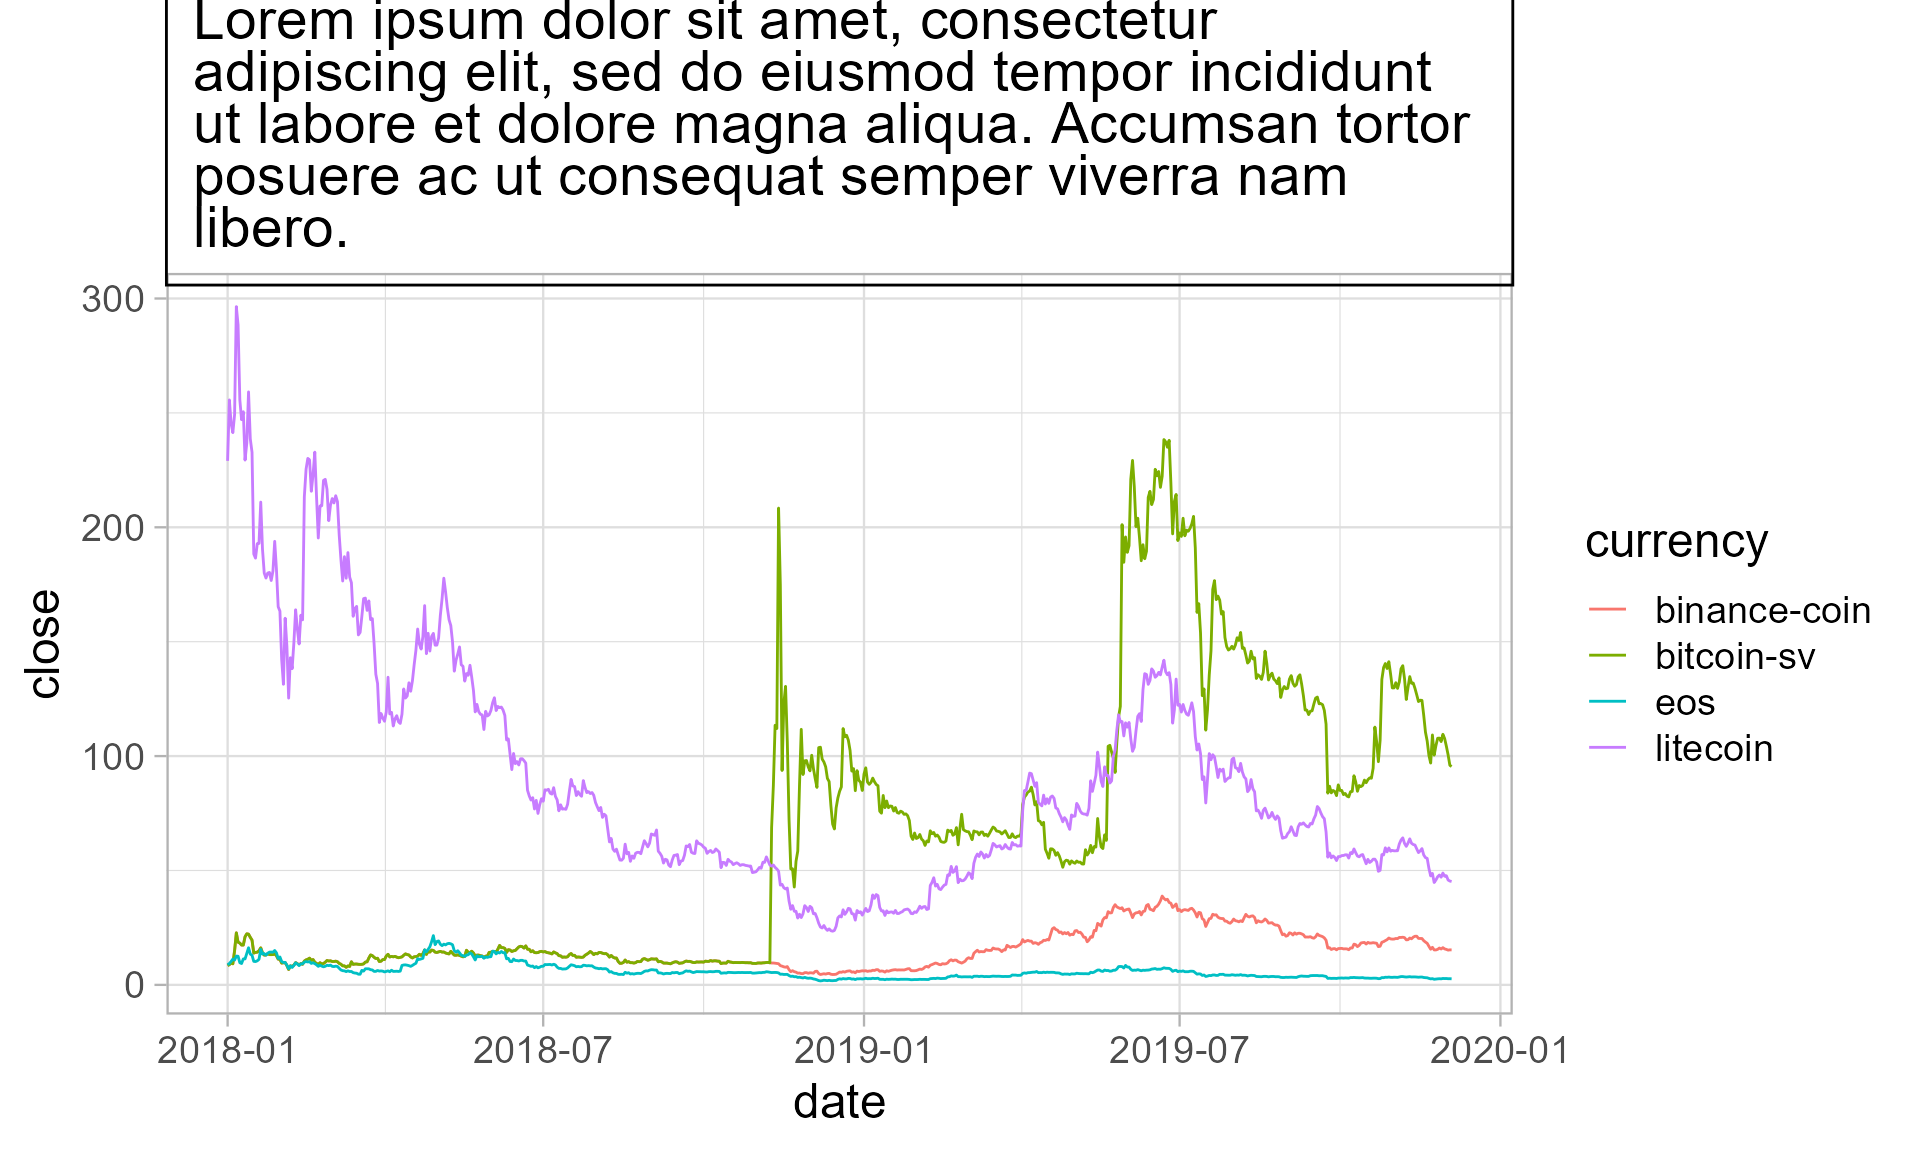 Lorem ipsum dolor sit amet, consectetur
adipiscing elit, sed do eiusmod tempor incididunt
ut labore et dolore magna aliqua. Accumsan tortor
posuere ac ut consequat semper viverra nam
libero.
300
200
100
0
close
2018-01
2018-07
2019-01
2019-07
2020-01
date
currency
binance-coin
bitcoin-sv
eos
litecoin